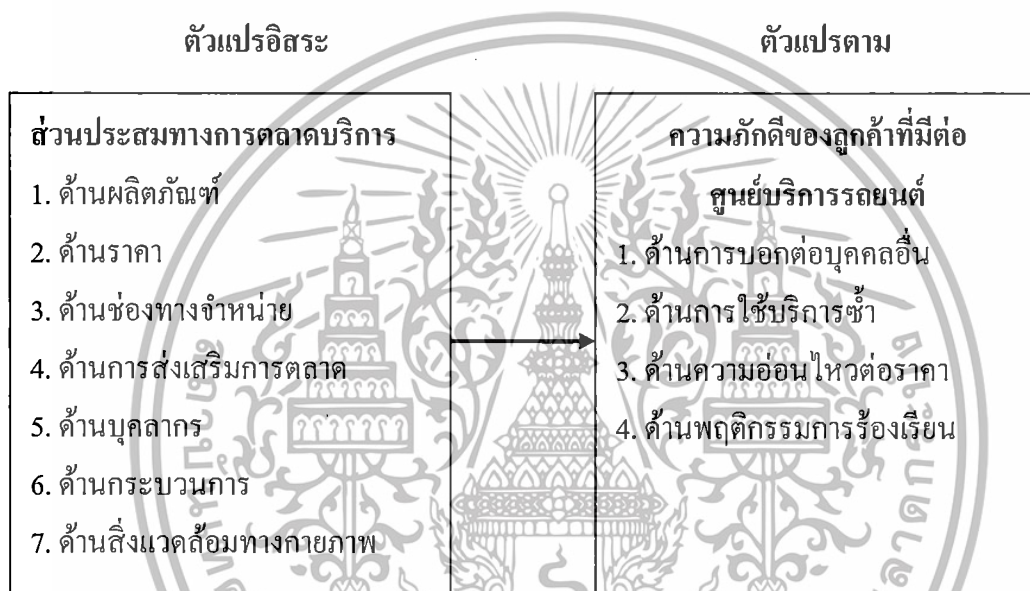 ตัวแปรอิสระ
ตัวแปรตาม
ส่วนประสมทางการตลาดบริการ
1. ด้านผลิตภัณฑ์
2. ด้านราคา
3. ด้านช่องทางจำหน่าย
4. ด้านการส่งเสริมการตลาด
5. ด้านบุคลากร
6. ด้านกระบวนการ
7. ด้านสิ่งแวดล้อมทางกายภาพ
ความภักดีของลูกค้าที่มีต่อ
ศูนย์บริการรถยนต์
1. ด้านการบอกต่อบุคคลอื่น
2. ด้านการใช้บริการซ้ำ
3. ด้านความอ่อนไหวต่อราคา
4. ด้านพฤติกรรมการร้องเรียน